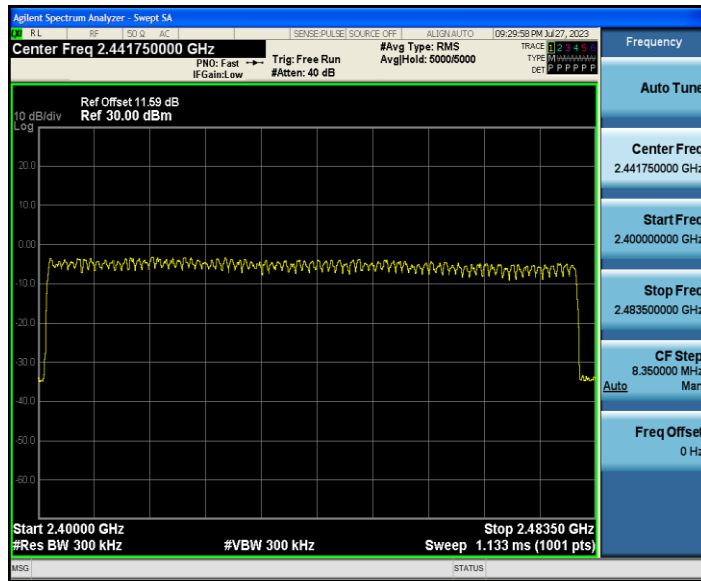 Agilent Spectrum Analyzer - Swept SA
RL RF 50 Ω AC SENSE:PULSE SOURCE OFF ALIGN AUTO 09:29:58 PM Jul 27, 2023
Center Freq 2.441750000 GHz
PNO: Fast
IFGain:Low
Trig: Free Run
#Atten: 40 dB
#Avg Type: RMS
Avg|Hold: 5000/5000
TRACE 1 2 3 4 5 6
TYPE M
DET P P P P P P
Frequency
Auto Tune
Center Freq
2.441750000 GHz
Start Freq
2.400000000 GHz
Stop Freq
2.483500000 GHz
CF Step
8.350000 MHz
Auto Man
Freq Offset
0 Hz
Ref Offset 11.59 dB
10 dB/div Ref 30.00 dBm
Log
20.0
10.0
0.00
-10.0
-20.0
-30.0
-40.0
-50.0
-60.0
Start 2.40000 GHz Stop 2.48350 GHz
#Res BW 300 kHz #VBW 300 kHz Sweep 1.133 ms (1001 pts)
MSG STATUS